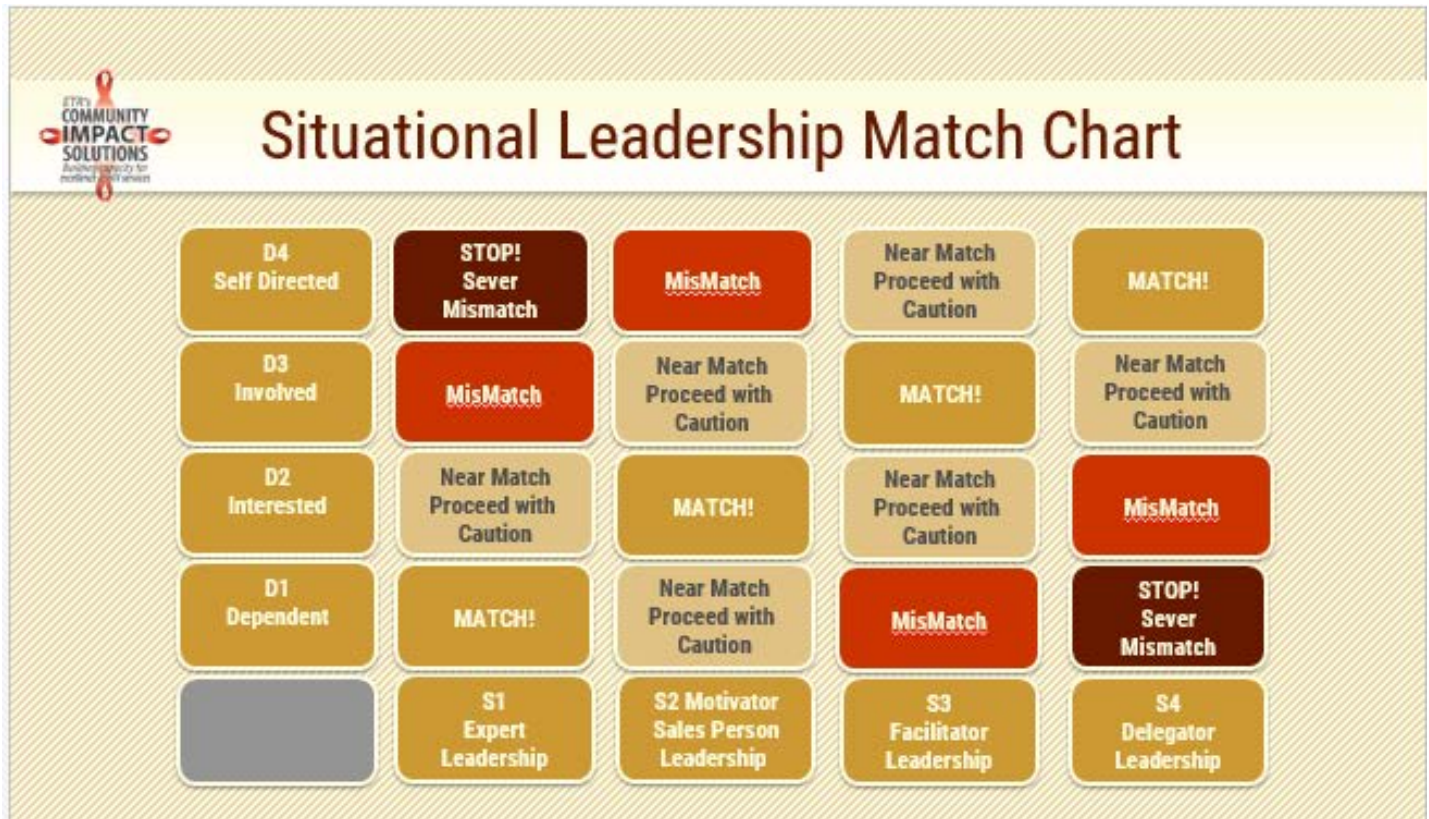 ETR's
COMMUNITY
IMPACT
SOLUTIONS
Situational Leadership Match Chart
D4
Self Directed
STOP!
Sever
Mismatch
MisMatch
Near Match
Proceed with
Caution
MATCH!
D3
Involved
MisMatch
Near Match
Proceed with
Caution
MATCH!
Near Match
Proceed with
Caution
D2
Interested
Near Match
Proceed with
Caution
MATCH!
Near Match
Proceed with
Caution
MisMatch
D1
Dependent
MATCH!
Near Match
Proceed with
Caution
MisMatch
STOP!
Sever
Mismatch
S1
Expert
Leadership
S2 Motivator
Sales Person
Leadership
S3
Facilitator
Leadership
S4
Delegator
Leadership